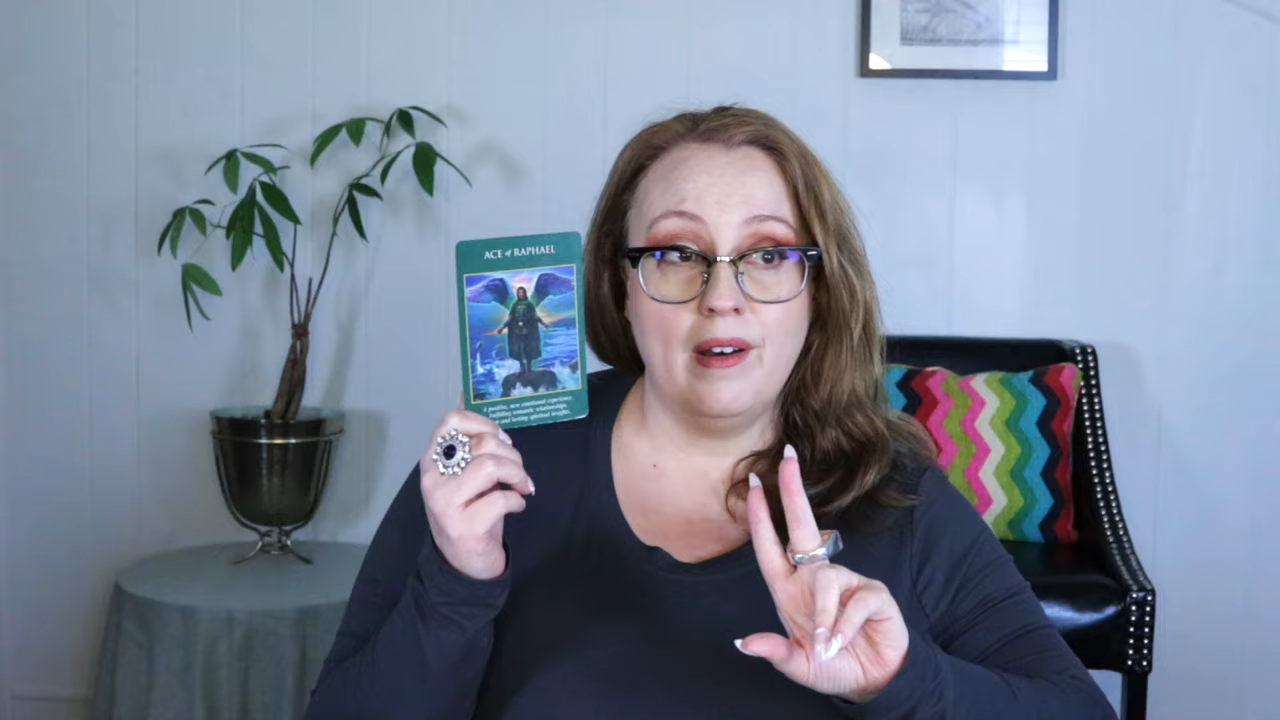 ACE of RAPHAEL
A positive, new emotional experience.
Fulfilling romantic relationships.
and lasting spiritual insights.